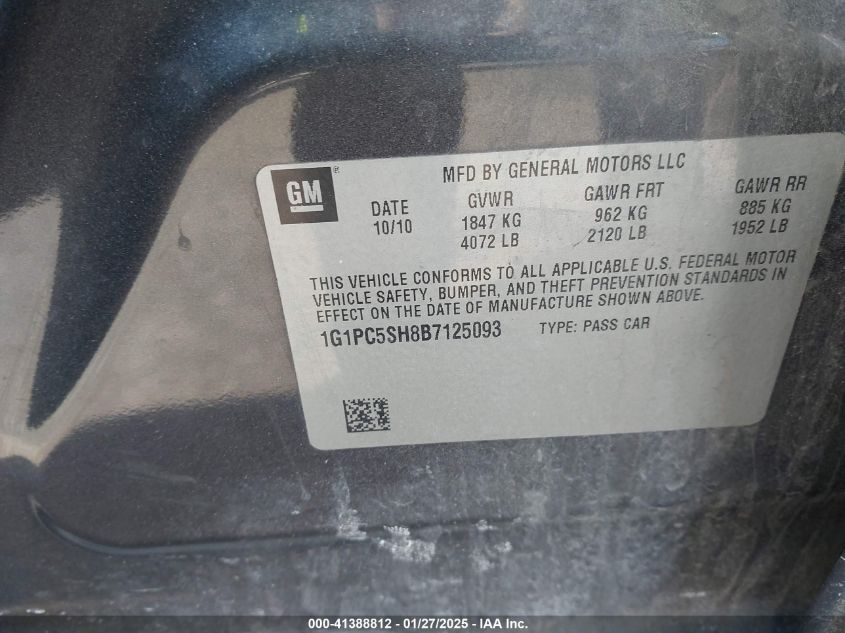 GM
®
MFD BY GENERAL MOTORS LLC
DATE GVWR GAWR FRT GAWR RR
10/10 1847 KG 962 KG 885 KG
4072 LB 2120 LB 1952 LB
THIS VEHICLE CONFORMS TO ALL APPLICABLE U.S. FEDERAL MOTOR
VEHICLE SAFETY, BUMPER, AND THEFT PREVENTION STANDARDS IN
EFFECT ON THE DATE OF MANUFACTURE SHOWN ABOVE.
1G1PC5SH8B7125093 TYPE: PASS CAR
000-41388812 / 01/27/2025 - IAA Inc.